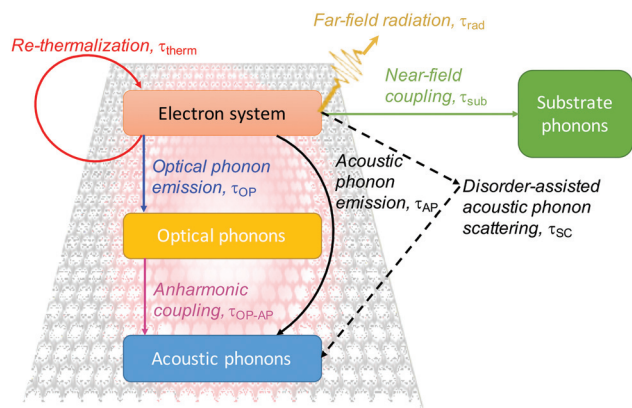 Far-field radiation, τrad
Re-thermalization, τtherm
Near-field
coupling, τsub
Substrate
phonons
Electron system
Optical phonon
emission, τOP
Acoustic
phonon
emission, τAP
Disorder-assisted
acoustic phonon
scattering, τSC
Optical phonons
Anharmonic
coupling, τOP-AP
Acoustic phonons